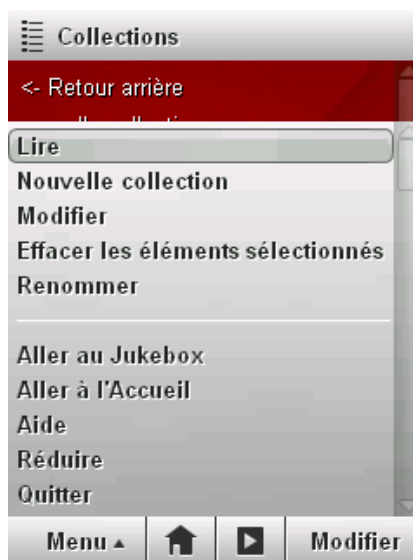 Collections
<- Retour arrière
Lire
Nouvelle collection
Modifier
Effacer les éléments sélectionnés
Renommer
Aller au Jukebox
Aller à l'Accueil
Aide
Réduire
Quitter
Menu ▴ Modifier